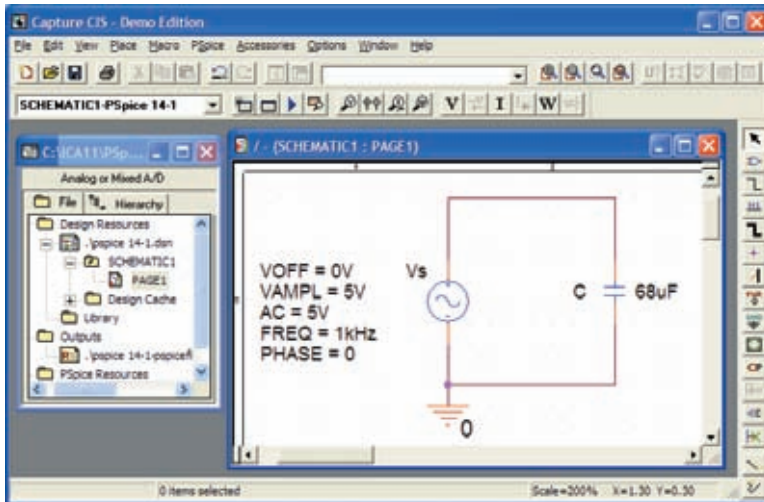 Capture CIS - Demo Edition
File Edit View Place Macro PSpice Accessories Options Window Help
SCHEMATIC1-PSpice 14-1
V I W
C:\ICA11\PSp...
Analog or Mixed A/D
File Hierarchy
Design Resources
.\pspice 14-1.dsn
SCHEMATIC1
PAGE1
Design Cache
Library
Outputs
.\pspice 14-1-pspicefi
PSpice Resources
/ - (SCHEMATIC1 : PAGE1)
VOFF = 0V
VAMPL = 5V
AC = 5V
FREQ = 1kHz
PHASE = 0
Vs
C 68uF
0
0 items selected Scale=200% X=1.30 Y=0.30